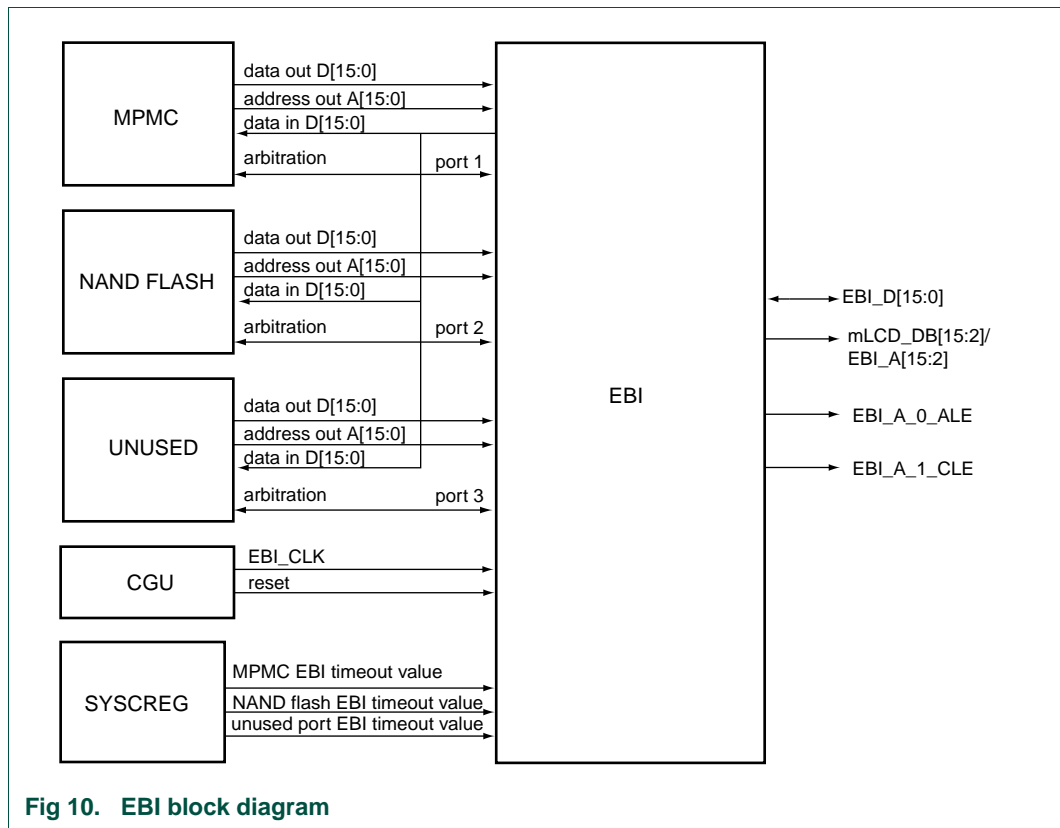 MPMC
data out D[15:0]
address out A[15:0]
data in D[15:0]
arbitration
port 1
NAND FLASH
data out D[15:0]
address out A[15:0]
data in D[15:0]
arbitration
port 2
UNUSED
data out D[15:0]
address out A[15:0]
data in D[15:0]
arbitration
port 3
CGU
EBI_CLK
reset
SYSCREG
MPMC EBI timeout value
NAND flash EBI timeout value
unused port EBI timeout value
EBI
EBI_D[15:0]
mLCD_DB[15:2]/
EBI_A[15:2]
EBI_A_0_ALE
EBI_A_1_CLE
Fig 10. EBI block diagram